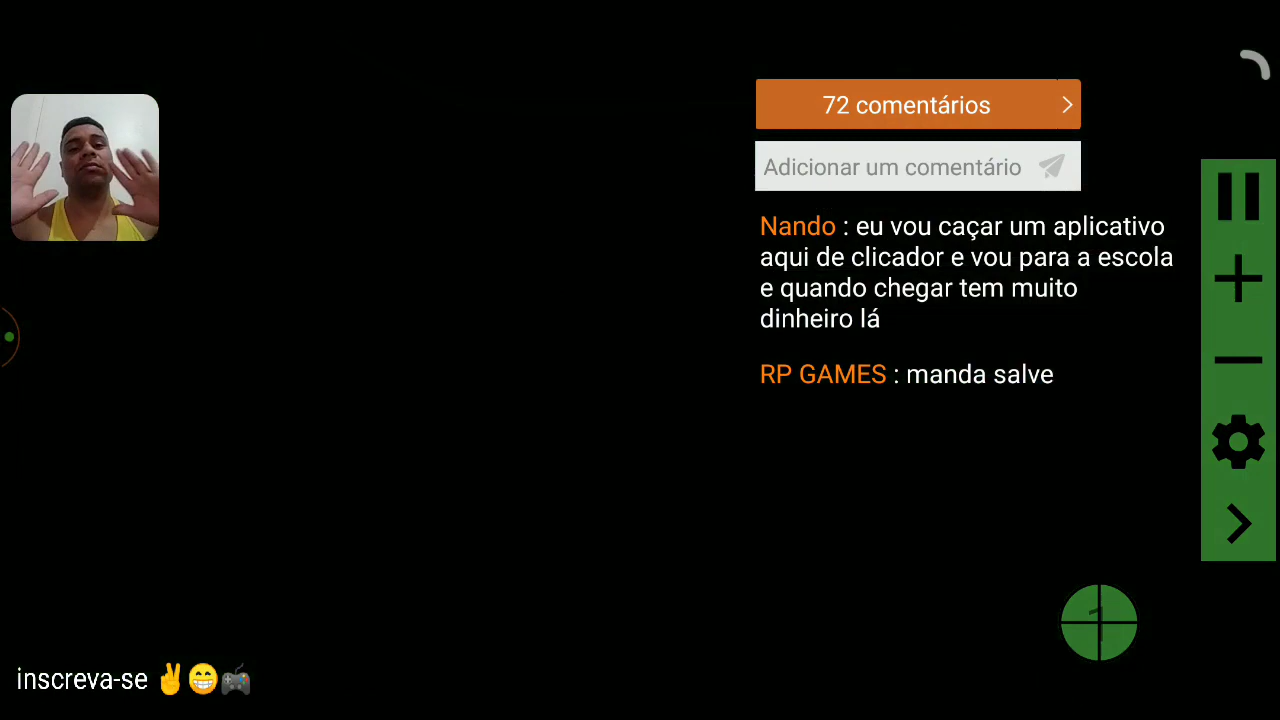 72 comentários
Adicionar um comentário
Nando : eu vou caçar um aplicativo
aqui de clicador e vou para a escola
e quando chegar tem muito
dinheiro lá
RP GAMES : manda salve
1
inscreva-se ✌😁🎮